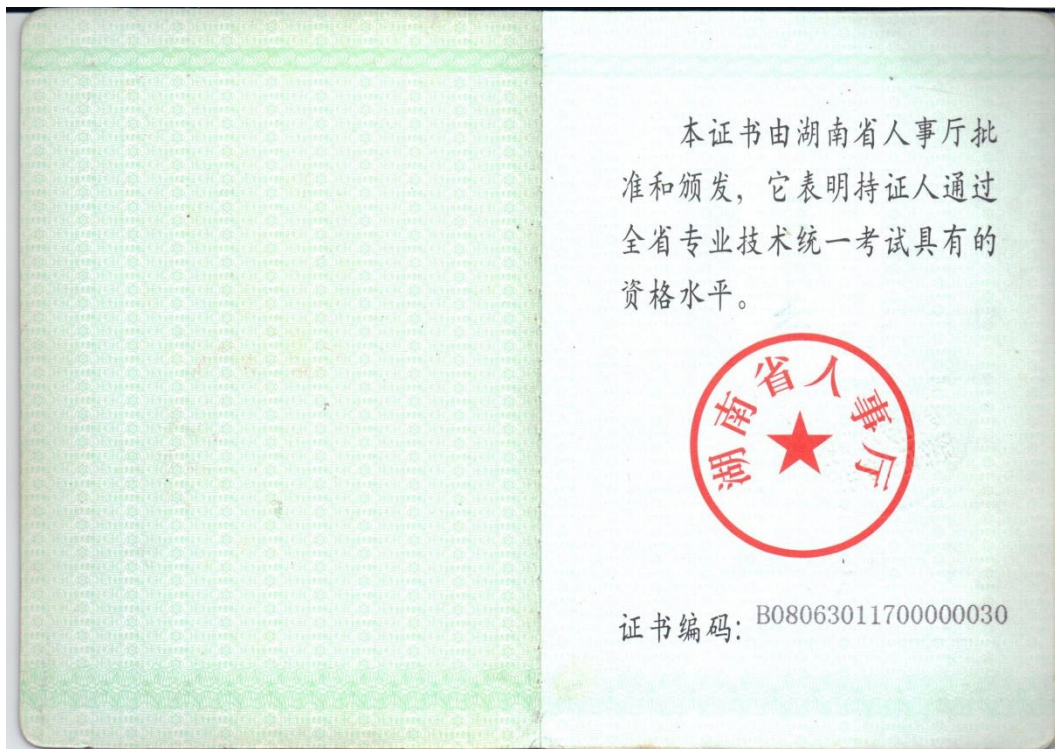 本证书由湖南省人事厅批
准和颁发，它表明持证人通过
全省专业技术统一考试具有的
资格水平。
湖南省人事厅
证书编码：B08063011700000030